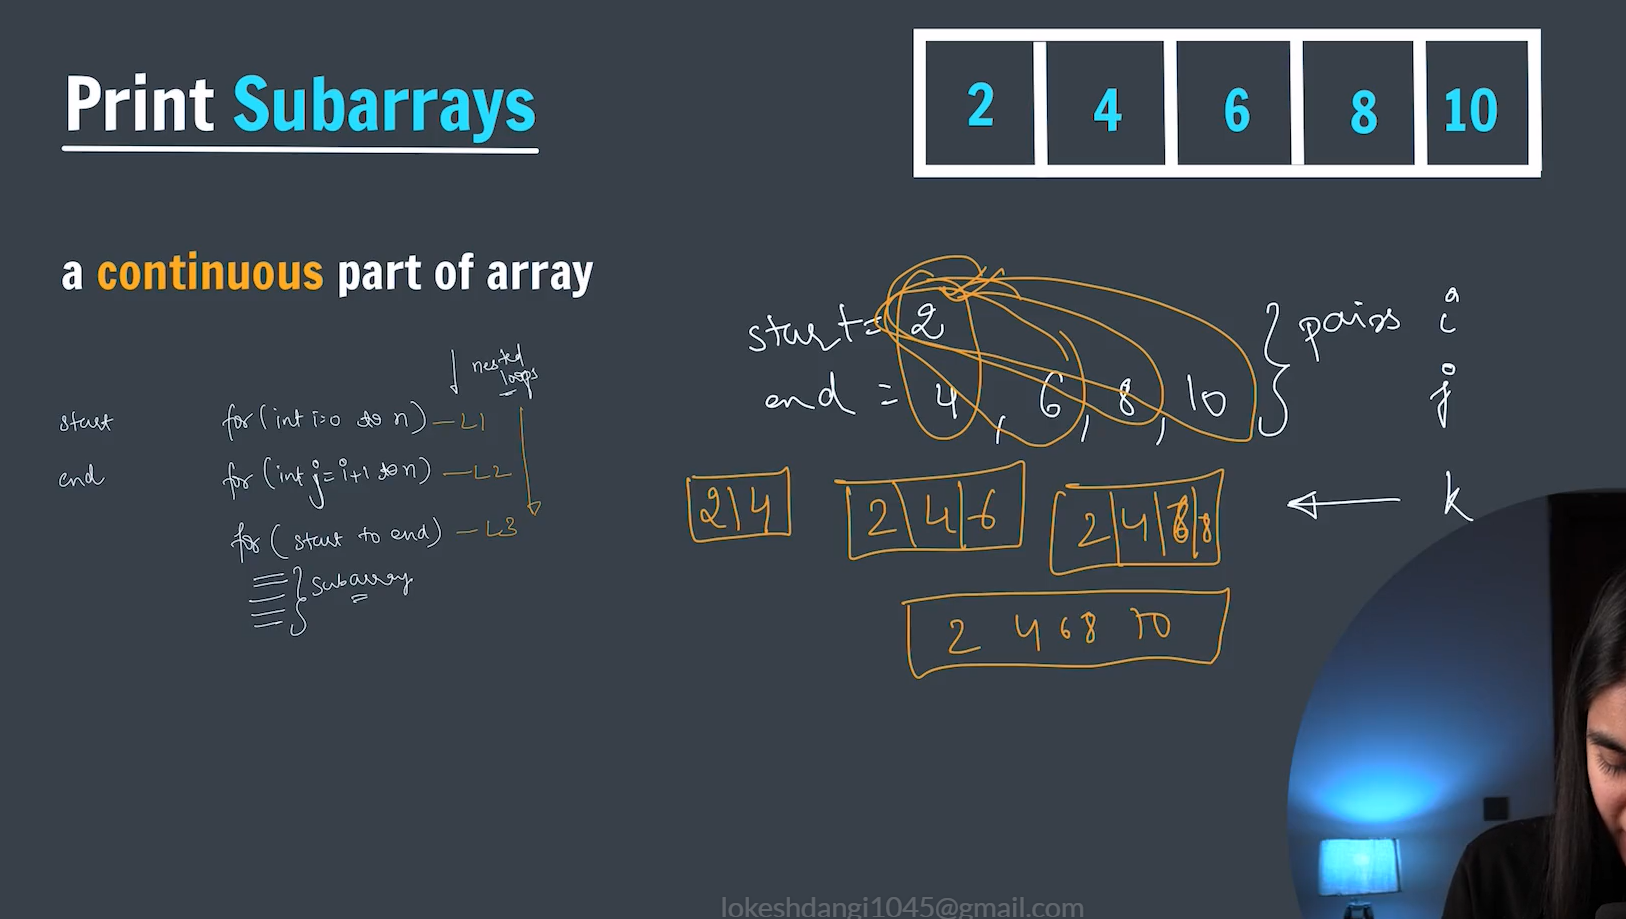 Print Subarrays
2 4 6 8 10
a continuous part of array
start = 2
end = 4, 6, 8, 10
pairs i
j
k
nested
loops
start for (int i=0 to n) — L1
end for (int j=i+1 to n) — L2
for ( start to end) — L3
subarray
2 4
2 4 6
2 4 6 8
2 4 6 8 10
lokeshdangi1045@gmail.com